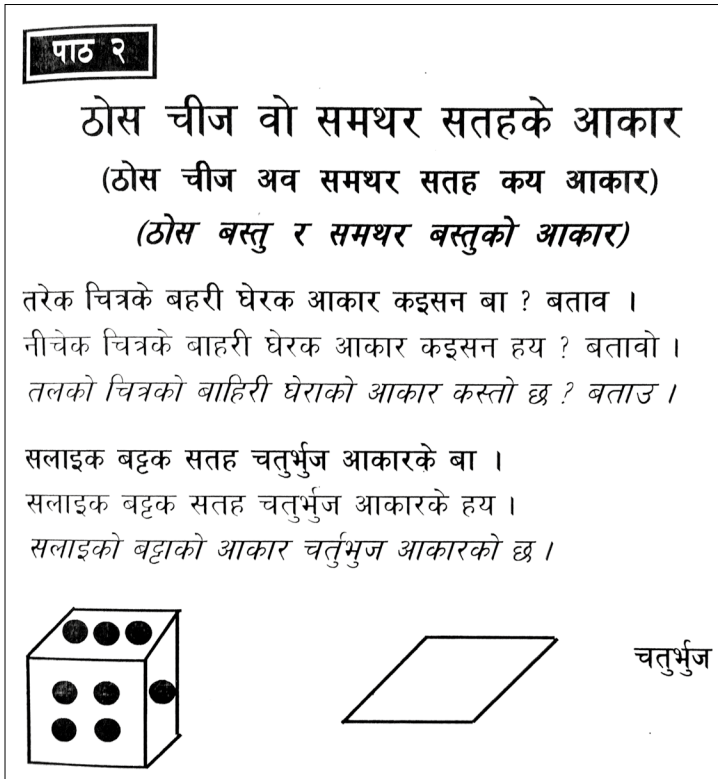 पाठ २
ठोस चीज वो समथर सतहके आकार
(ठोस चीज अव समथर सतह कय आकार)
(ठोस बस्तु र समथर बस्तुको आकार)
तरेक चित्रके बहरी घेरक आकार कइसन बा ? बताव ।
नीचेक चित्रके बाहरी घेरक आकार कइसन हय ? बतावो ।
तलको चित्रको बाहिरी घेराको आकार कस्तो छ ? बताउ ।
सलाइक बट्टक सतह चतुर्भुज आकारके बा ।
सलाइक बट्टक सतह चतुर्भुज आकारके हय ।
सलाइको बट्टाको आकार चर्तुभुज आकारको छ ।
चतुर्भुज